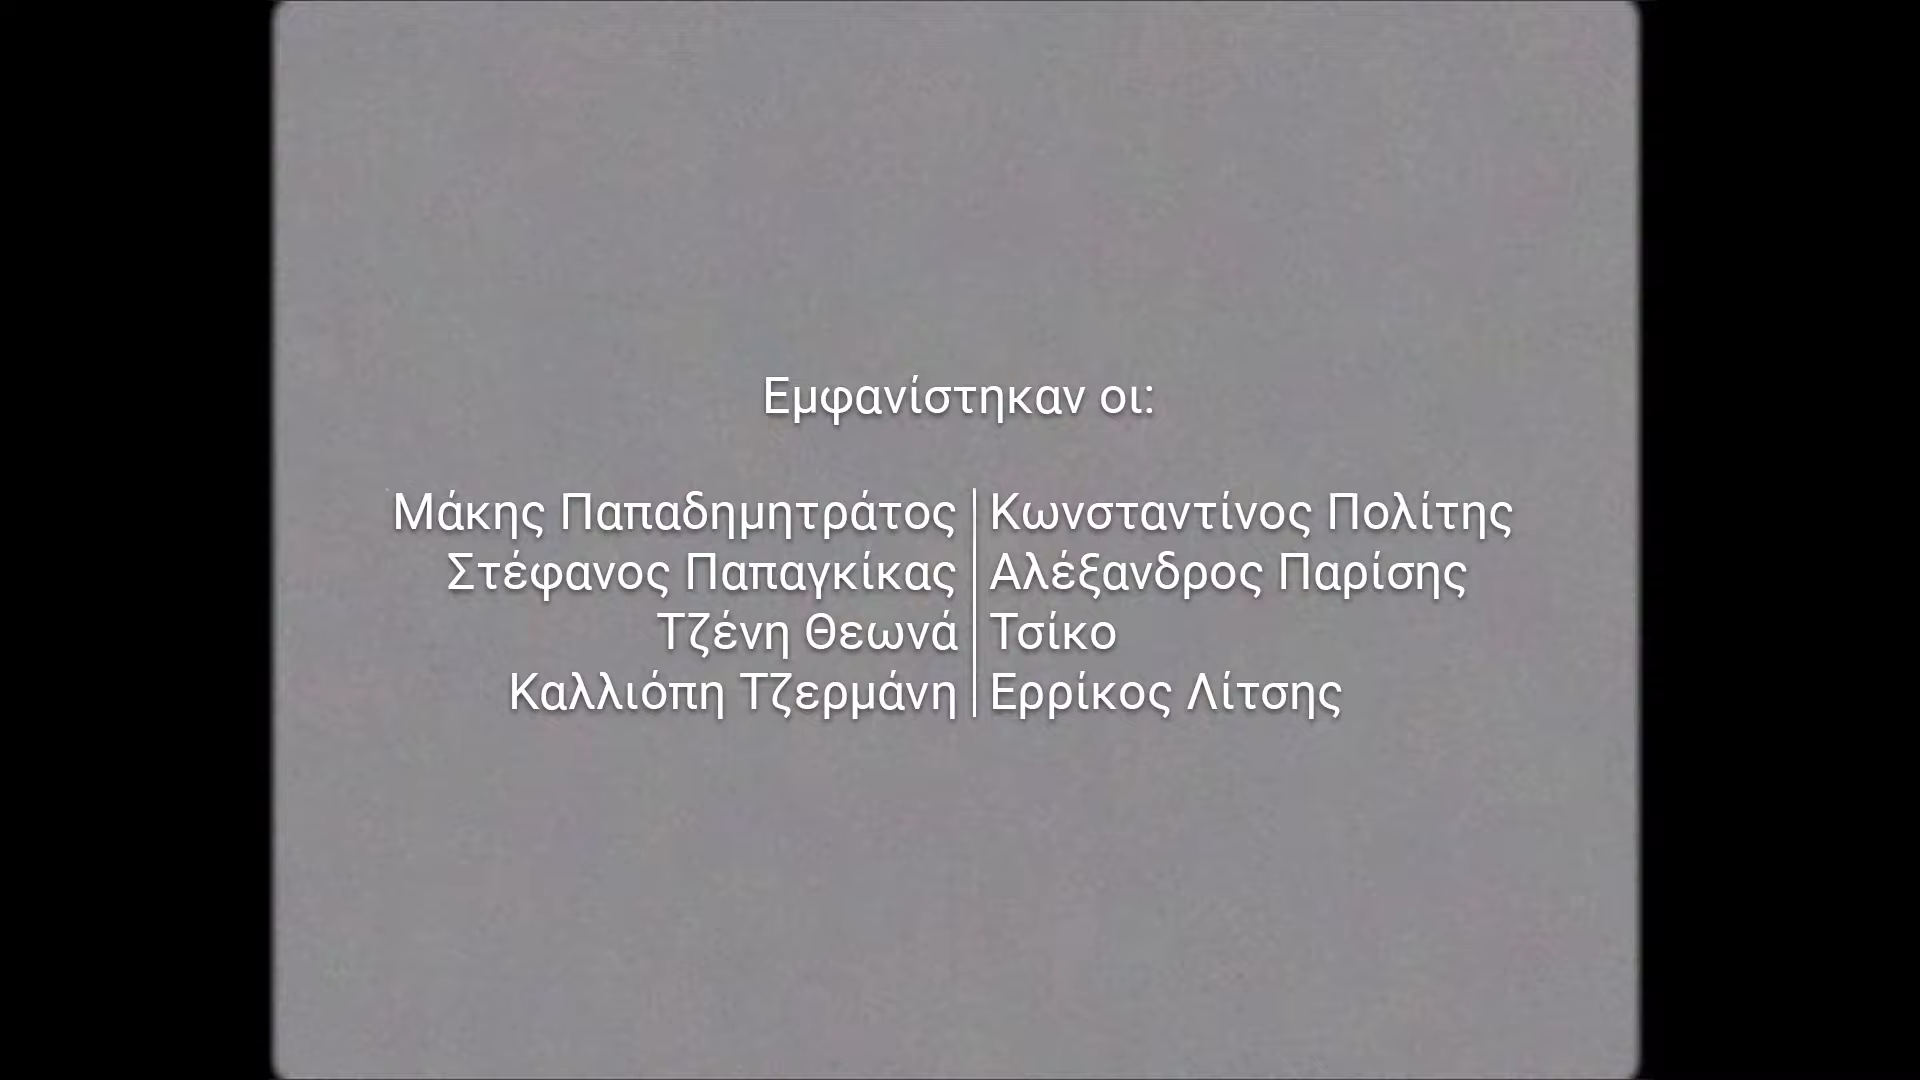 Εμφανίστηκαν οι:
Μάκης Παπαδημητράτος
Στέφανος Παπαγκίκας
Τζένη Θεωνά
Καλλιόπη Τζερμάνη
Κωνσταντίνος Πολίτης
Αλέξανδρος Παρίσης
Τσίκο
Ερρίκος Λίτσης